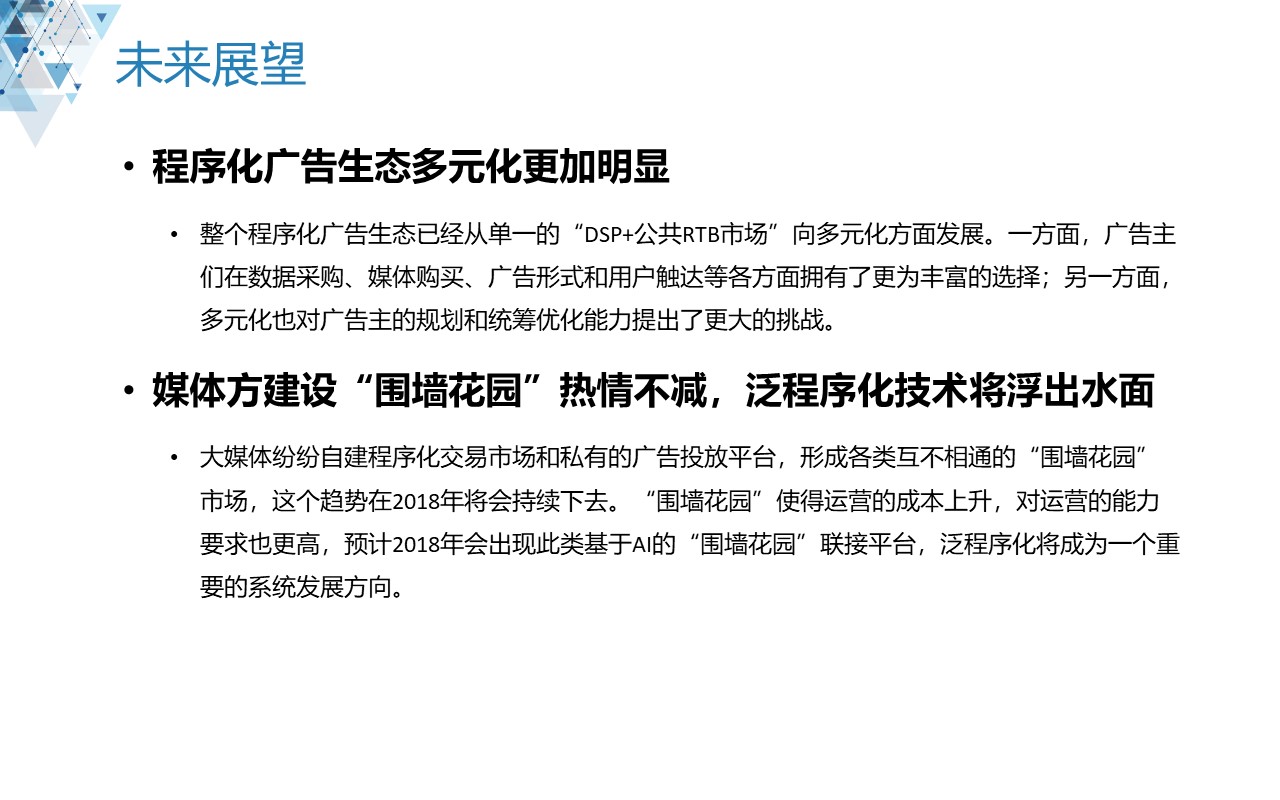 未来展望
• 程序化广告生态多元化更加明显
• 整个程序化广告生态已经从单一的“DSP+公共RTB市场”向多元化方面发展。一方面，广告主
们在数据采购、媒体购买、广告形式和用户触达等各方面拥有了更为丰富的选择；另一方面，
多元化也对广告主的规划和统筹优化能力提出了更大的挑战。
• 媒体方建设“围墙花园”热情不减，泛程序化技术将浮出水面
• 大媒体纷纷自建程序化交易市场和私有的广告投放平台，形成各类互不相通的“围墙花园”
市场，这个趋势在2018年将会持续下去。“围墙花园”使得运营的成本上升，对运营的能力
要求也更高，预计2018年会出现此类基于AI的“围墙花园”联接平台，泛程序化将成为一个重
要的系统发展方向。